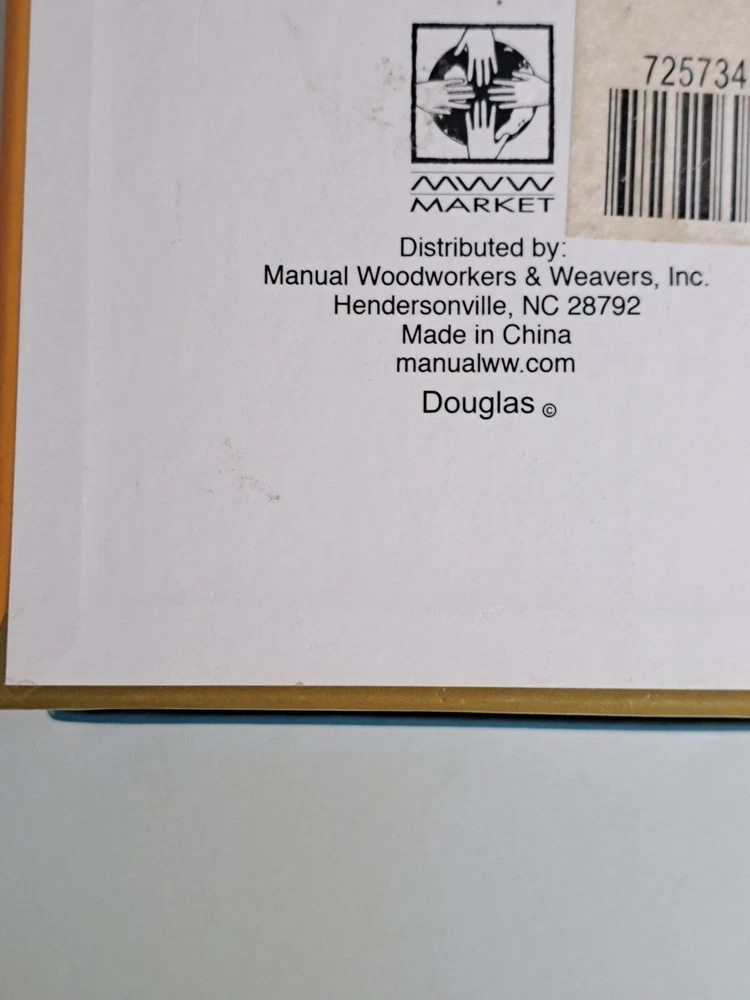 725734
MWW
MARKET
Distributed by:
Manual Woodworkers & Weavers, Inc.
Hendersonville, NC 28792
Made in China
manualww.com
Douglas ©